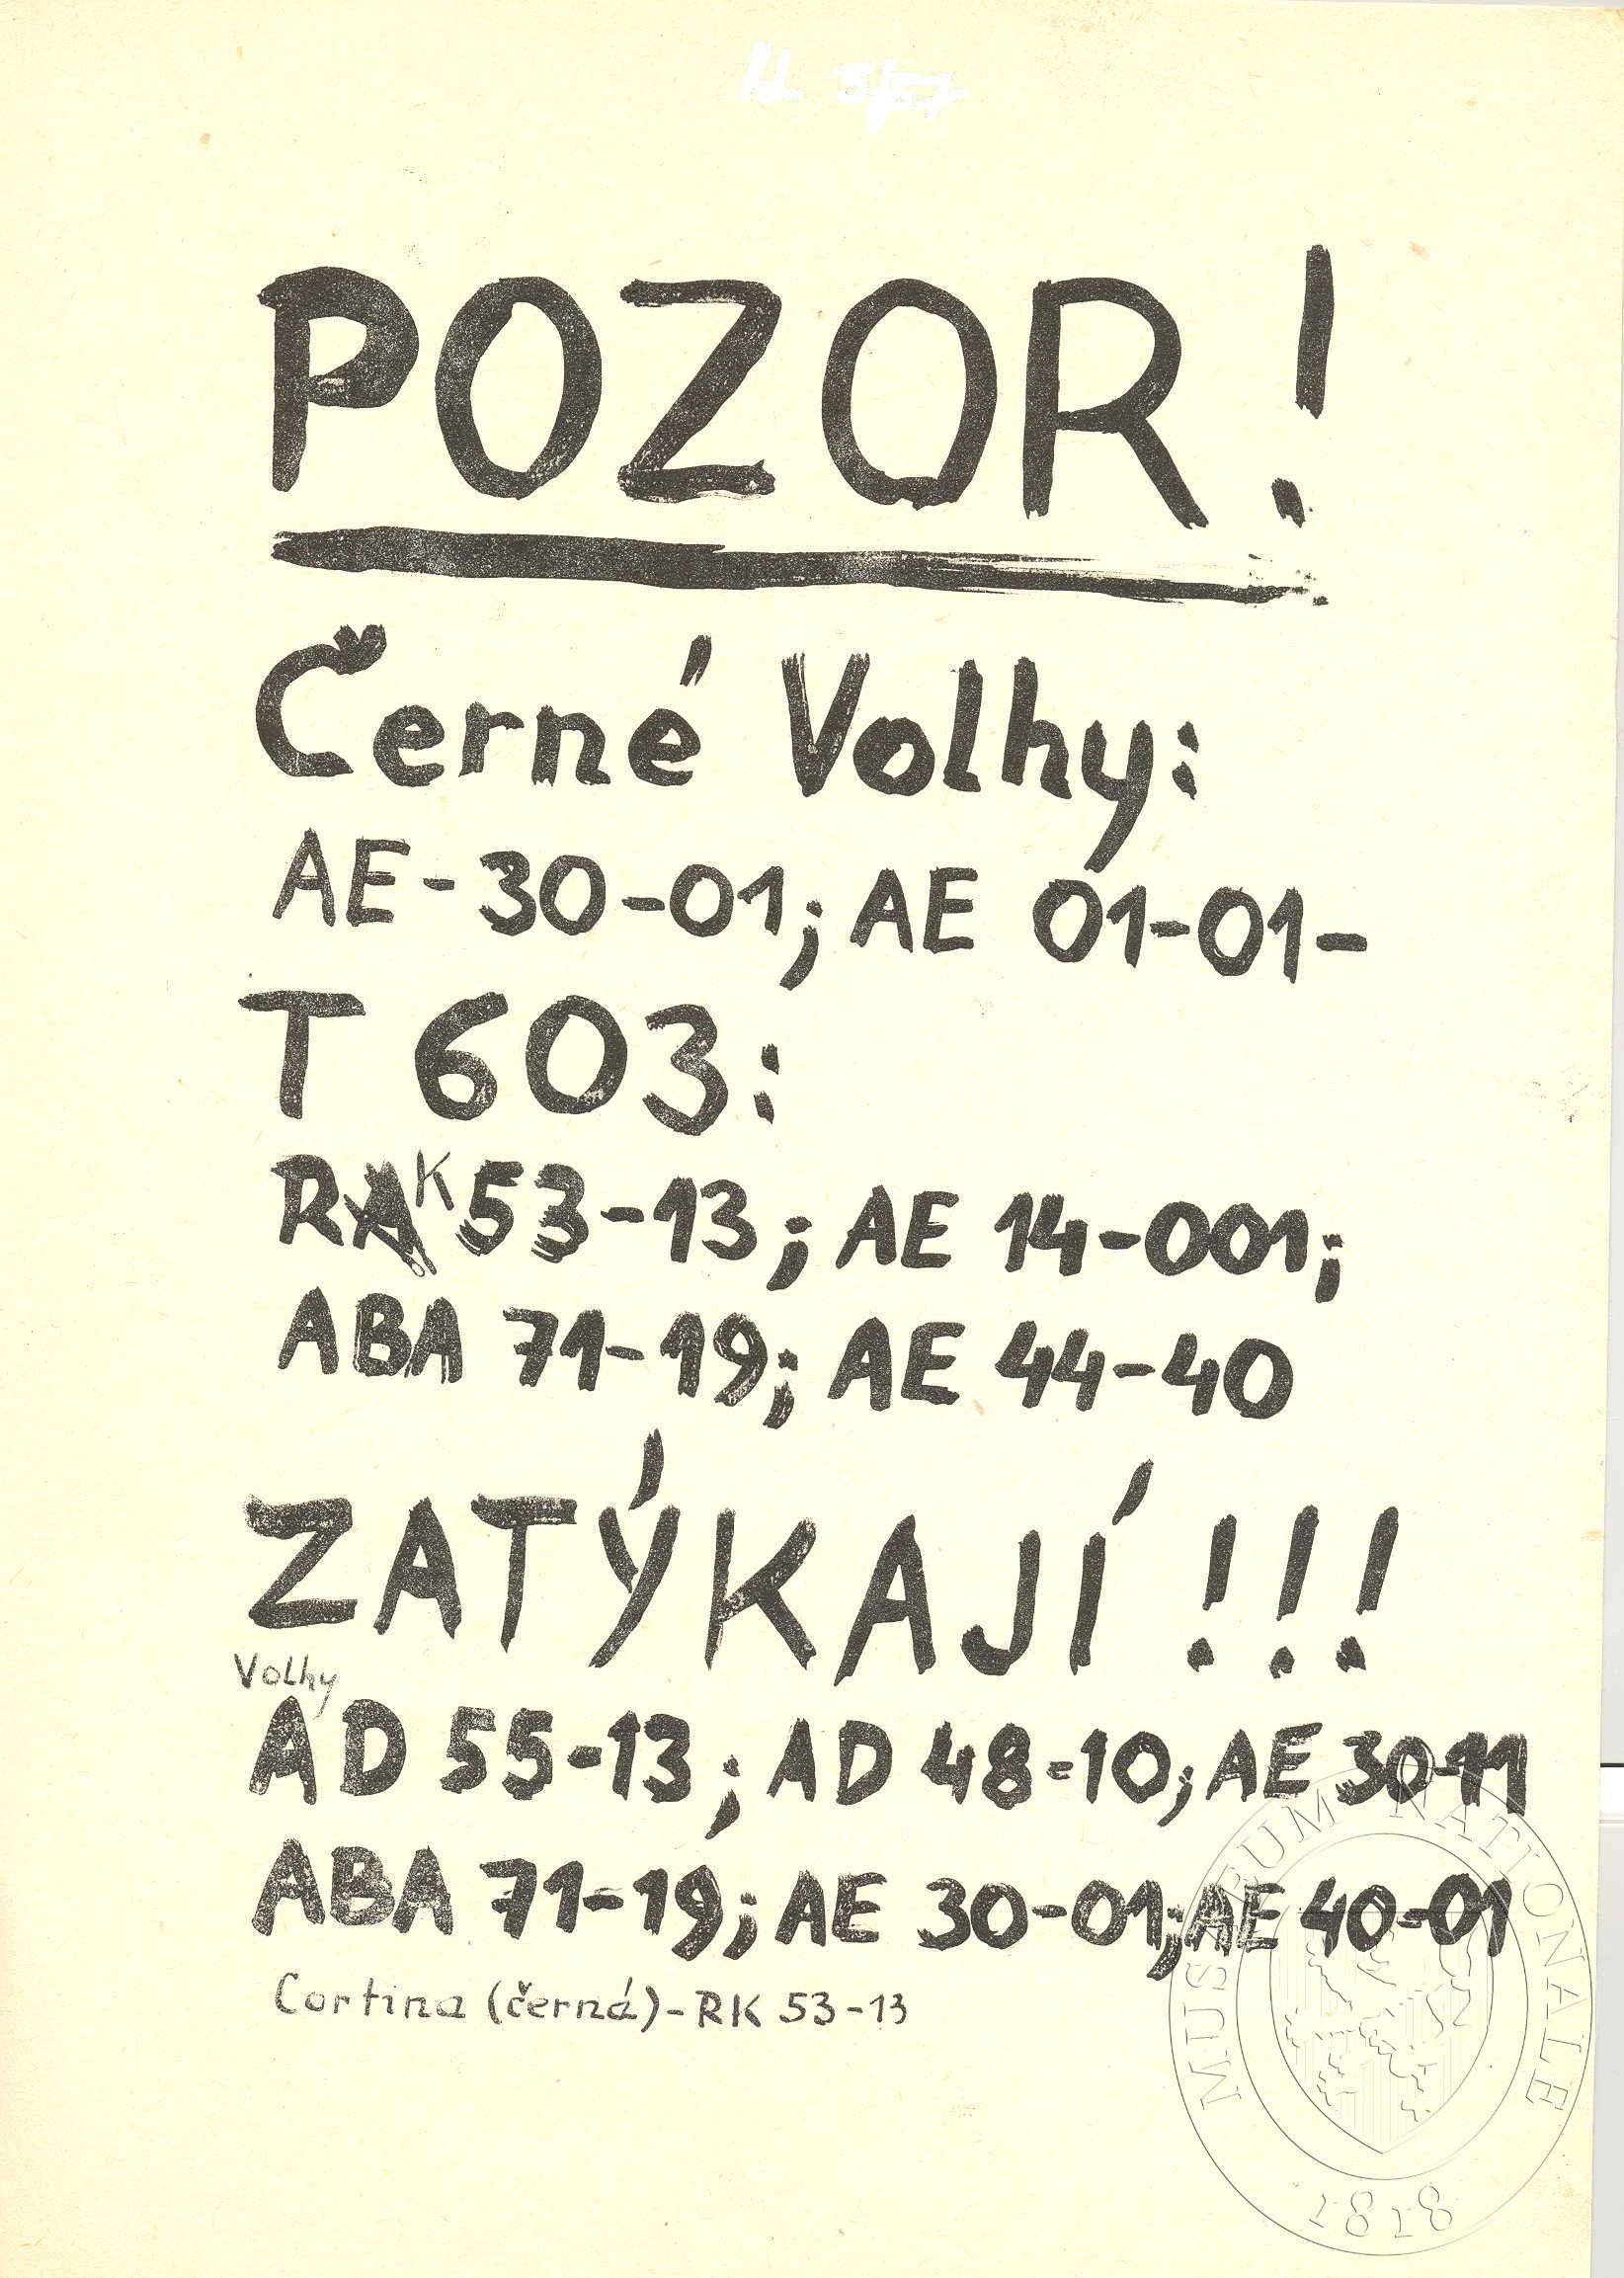 H 3/57
POZOR!
Černé Volhy:
AE-30-01; AE 01-01-
T 603:
RK 53-13; AE 14-001;
ABA 71-19; AE 44-40
ZATÝKAJÍ!!!
Volhy
AD 55-13; AD 48=10; AE 30-11
ABA 71-19; AE 30-01; AE 40-01
Cortina (černá)-RK 53-13
MUSEUM NATIONALE
1818